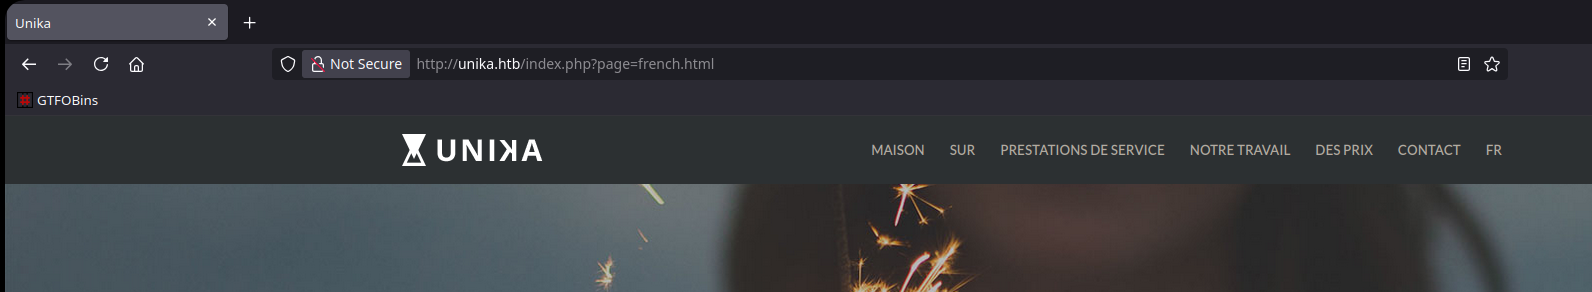 Unika
Not Secure http://unika.htb/index.php?page=french.html
GTFOBins
UNIKA MAISON SUR PRESTATIONS DE SERVICE NOTRE TRAVAIL DES PRIX CONTACT FR